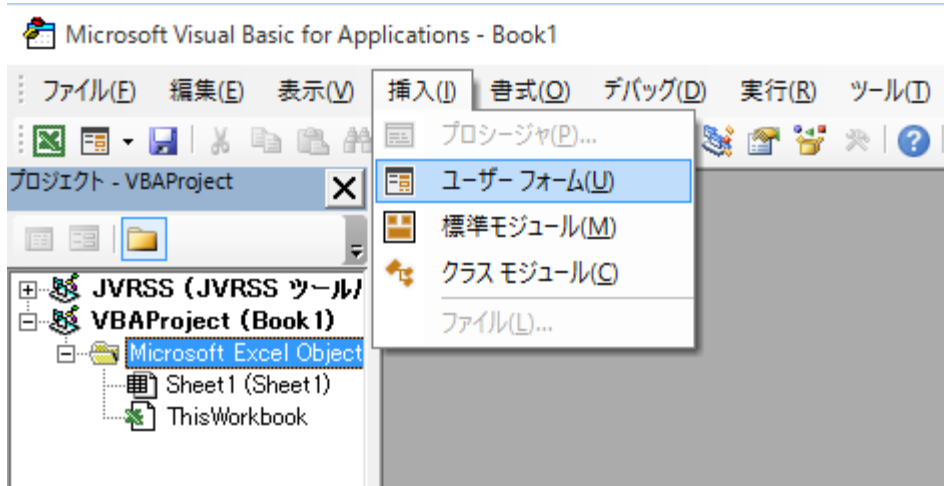 Microsoft Visual Basic for Applications - Book1
ファイル(F) 編集(E) 表示(V) 挿入(I) 書式(O) デバッグ(D) 実行(R) ツール(T)
プロシージャ(P)...
ユーザー フォーム(U)
標準モジュール(M)
クラス モジュール(C)
ファイル(L)...
プロジェクト - VBAProject
JVRSS (JVRSS ツール
VBAProject (Book1)
Microsoft Excel Object
Sheet1 (Sheet1)
ThisWorkbook